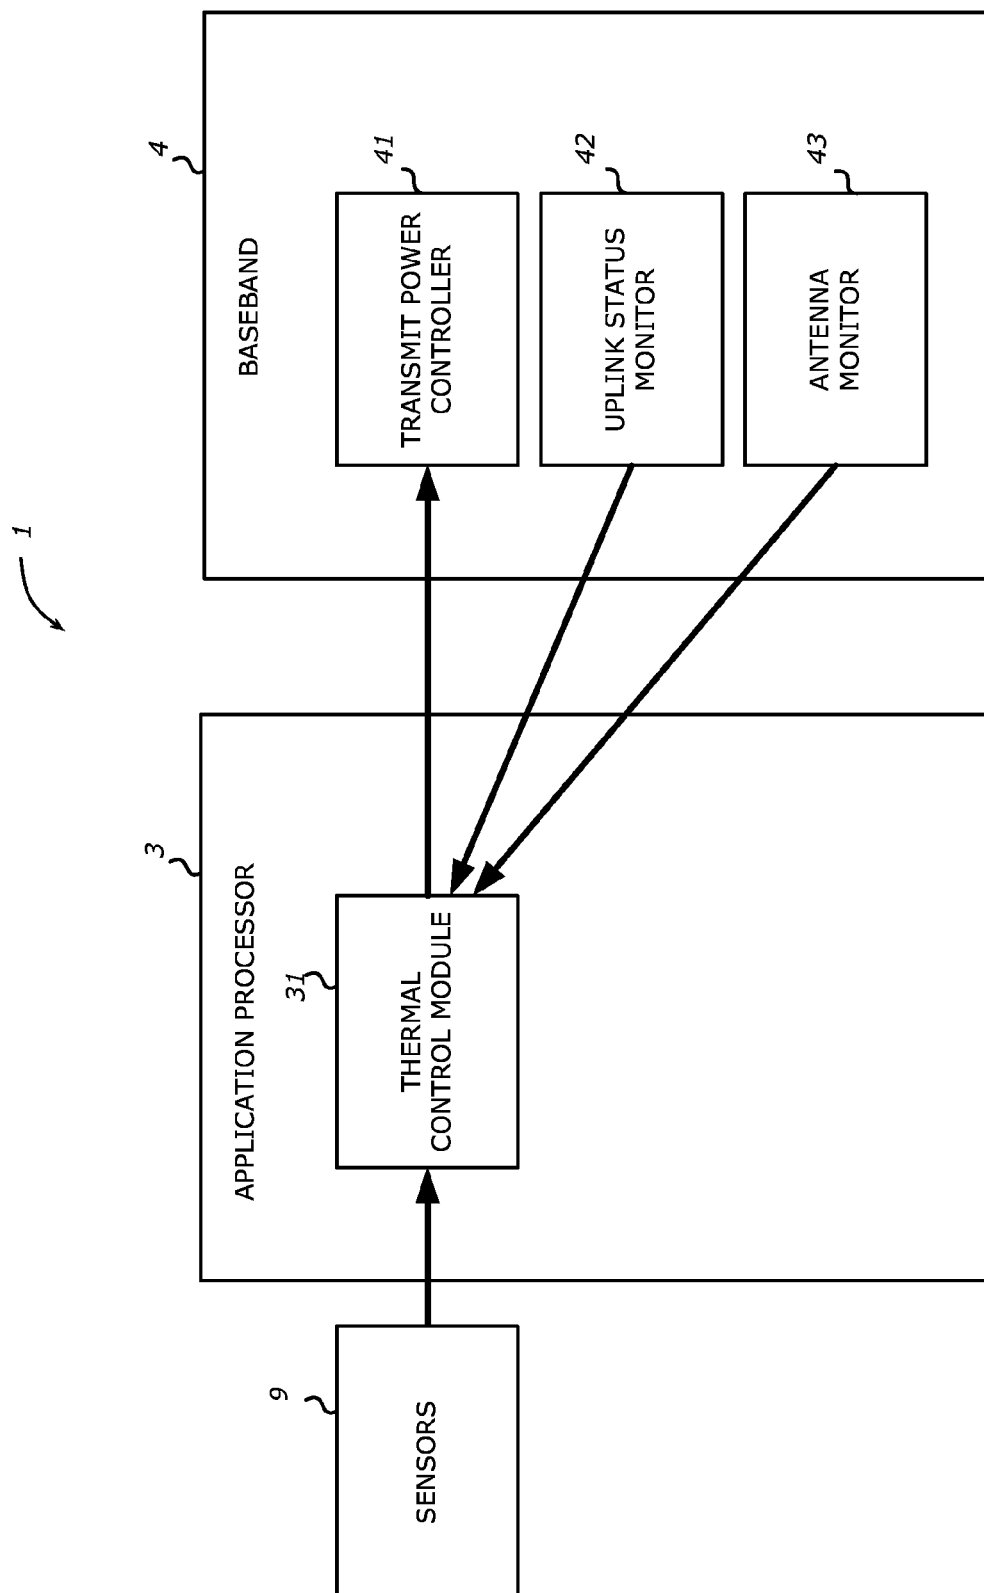 1
SENSORS
9
APPLICATION PROCESSOR
3
THERMAL
CONTROL MODULE
31
BASEBAND
4
TRANSMIT POWER
CONTROLLER
41
UPLINK STATUS
MONITOR
42
ANTENNA
MONITOR
43